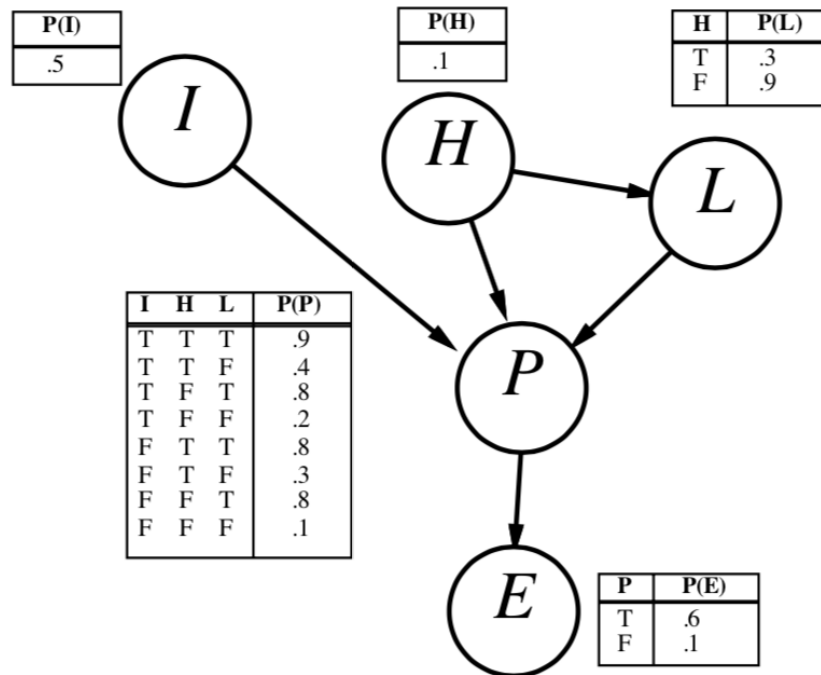 P(I)
.5
P(H)
.1
H P(L)
T .3
F .9
I
H
L
I H L P(P)
T T T .9
T T F .4
T F T .8
T F F .2
F T T .8
F T F .3
F F T .8
F F F .1
P
E
P P(E)
T .6
F .1